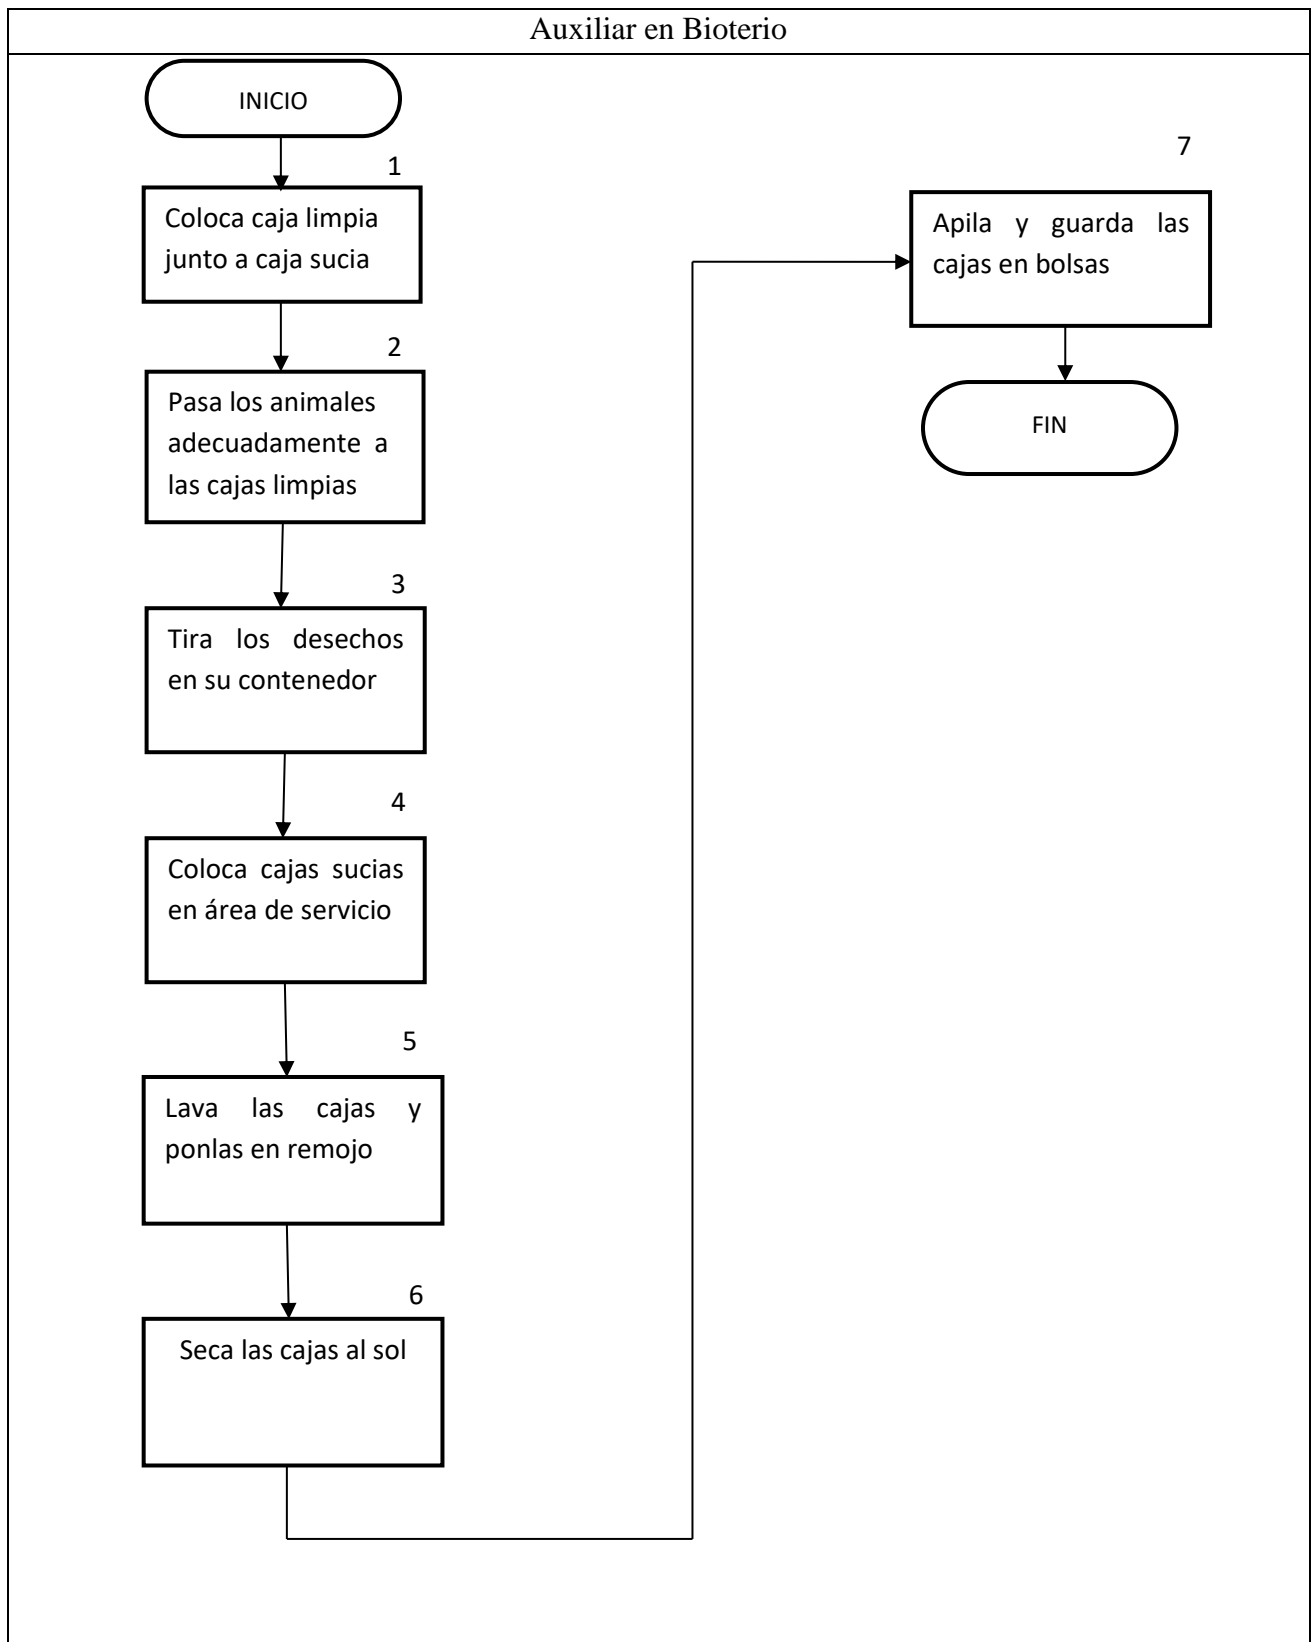 Auxiliar en Bioterio
INICIO
1
Coloca caja limpia
junto a caja sucia
2
Pasa los animales
adecuadamente a
las cajas limpias
3
Tira los desechos
en su contenedor
4
Coloca cajas sucias
en área de servicio
5
Lava las cajas y
ponlas en remojo
6
Seca las cajas al sol
7
Apila y guarda las
cajas en bolsas
FIN